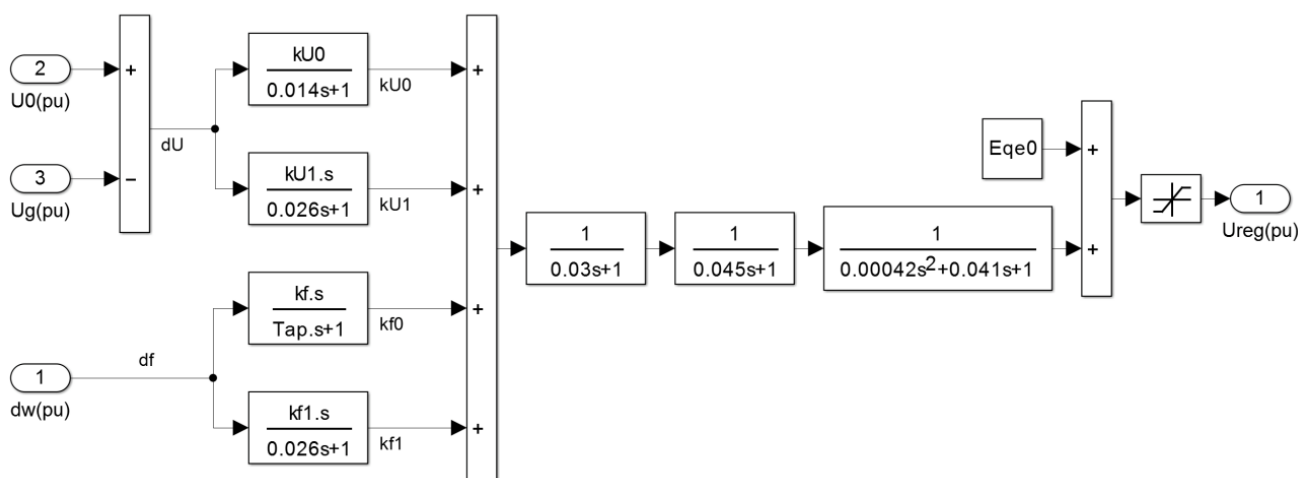 2
U0(pu)
+
3
Ug(pu)
−
dU
kU0
0.014s+1
kU0
+
kU1.s
0.026s+1
kU1
+
kf.s
Tap.s+1
kf0
+
1
dw(pu)
df
kf1.s
0.026s+1
kf1
+
1
0.03s+1
1
0.045s+1
1
0.00042s²+0.041s+1
Eqe0
+
+
1
Ureg(pu)